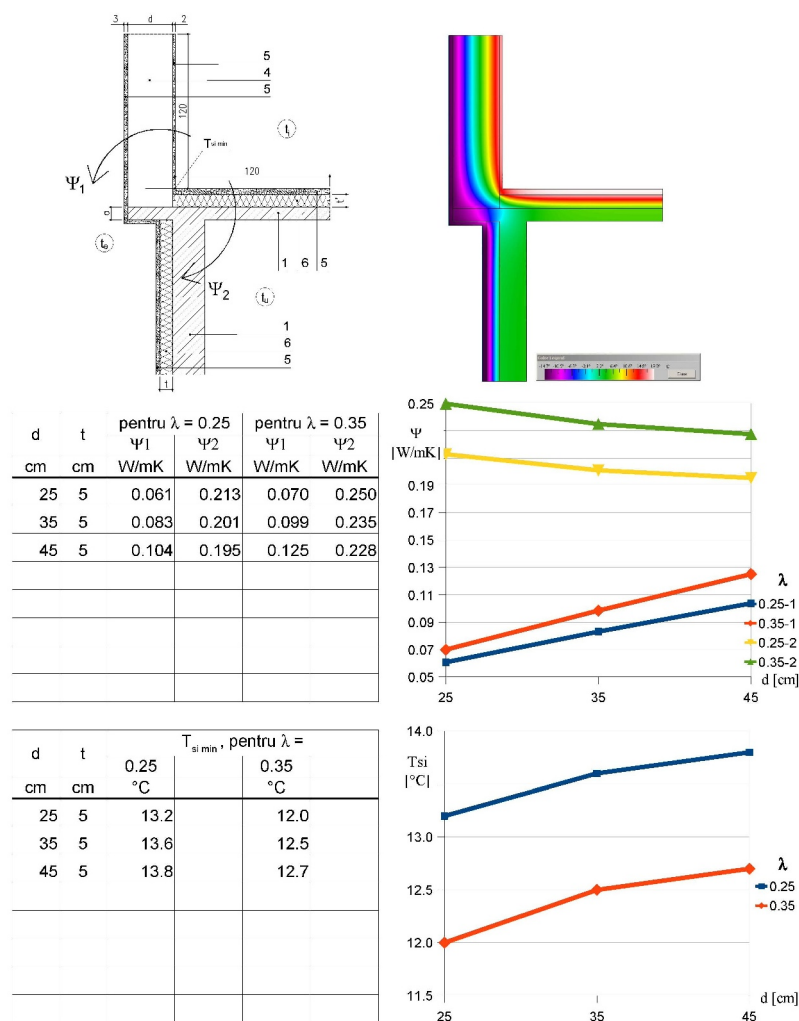 3 d 2
5
4
5
120
T si min
t i
Ψ1
120
t'
a
t e
1 6 5
Ψ2
t u
1
6
5
t
d t pentru λ = 0.25 pentru λ = 0.35
Ψ1 Ψ2 Ψ1 Ψ2
cm cm W/mK W/mK W/mK W/mK
25 5 0.061 0.213 0.070 0.250
35 5 0.083 0.201 0.099 0.235
45 5 0.104 0.195 0.125 0.228
0.25
Ψ
[W/mK]
0.19
0.17
0.15
0.13
0.11
0.09
0.07
0.05
25 35 45
d [cm]
λ
0.25-1
0.35-1
0.25-2
0.35-2
d t T si min , pentru λ =
0.25 0.35
cm cm °C °C
25 5 13.2 12.0
35 5 13.6 12.5
45 5 13.8 12.7
14.0
Tsi
[°C]
13.0
12.5
12.0
11.5
25 35 45
d [cm]
λ
0.25
0.35